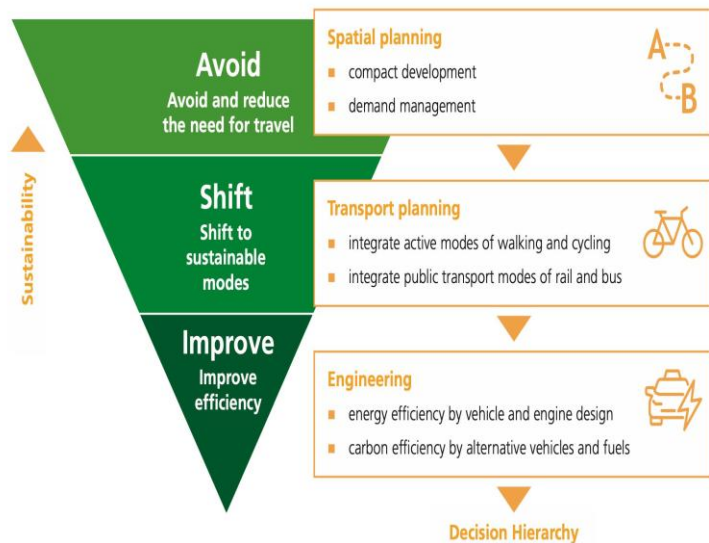 Avoid
Avoid and reduce
the need for travel
Spatial planning
compact development
demand management
A
B
Sustainability
Shift
Shift to
sustainable
modes
Transport planning
integrate active modes of walking and cycling
integrate public transport modes of rail and bus
Improve
Improve
efficiency
Engineering
energy efficiency by vehicle and engine design
carbon efficiency by alternative vehicles and fuels
Decision Hierarchy